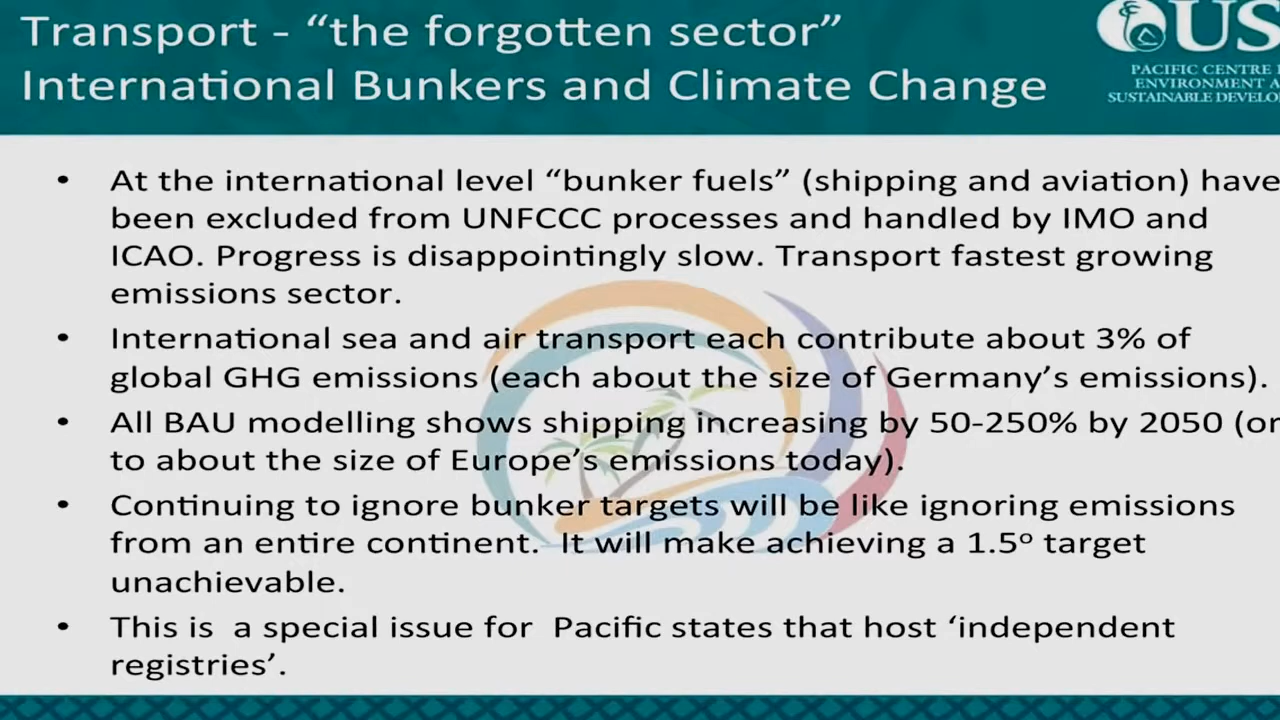 Transport - “the forgotten sector”
International Bunkers and Climate Change
US
PACIFIC CENTRE
ENVIRONMENT A
SUSTAINABLE DEVELO
• At the international level “bunker fuels” (shipping and aviation) have
been excluded from UNFCCC processes and handled by IMO and
ICAO. Progress is disappointingly slow. Transport fastest growing
emissions sector.
• International sea and air transport each contribute about 3% of
global GHG emissions (each about the size of Germany’s emissions).
• All BAU modelling shows shipping increasing by 50-250% by 2050 (or
to about the size of Europe’s emissions today).
• Continuing to ignore bunker targets will be like ignoring emissions
from an entire continent. It will make achieving a 1.5° target
unachievable.
• This is a special issue for Pacific states that host ‘independent
registries’.